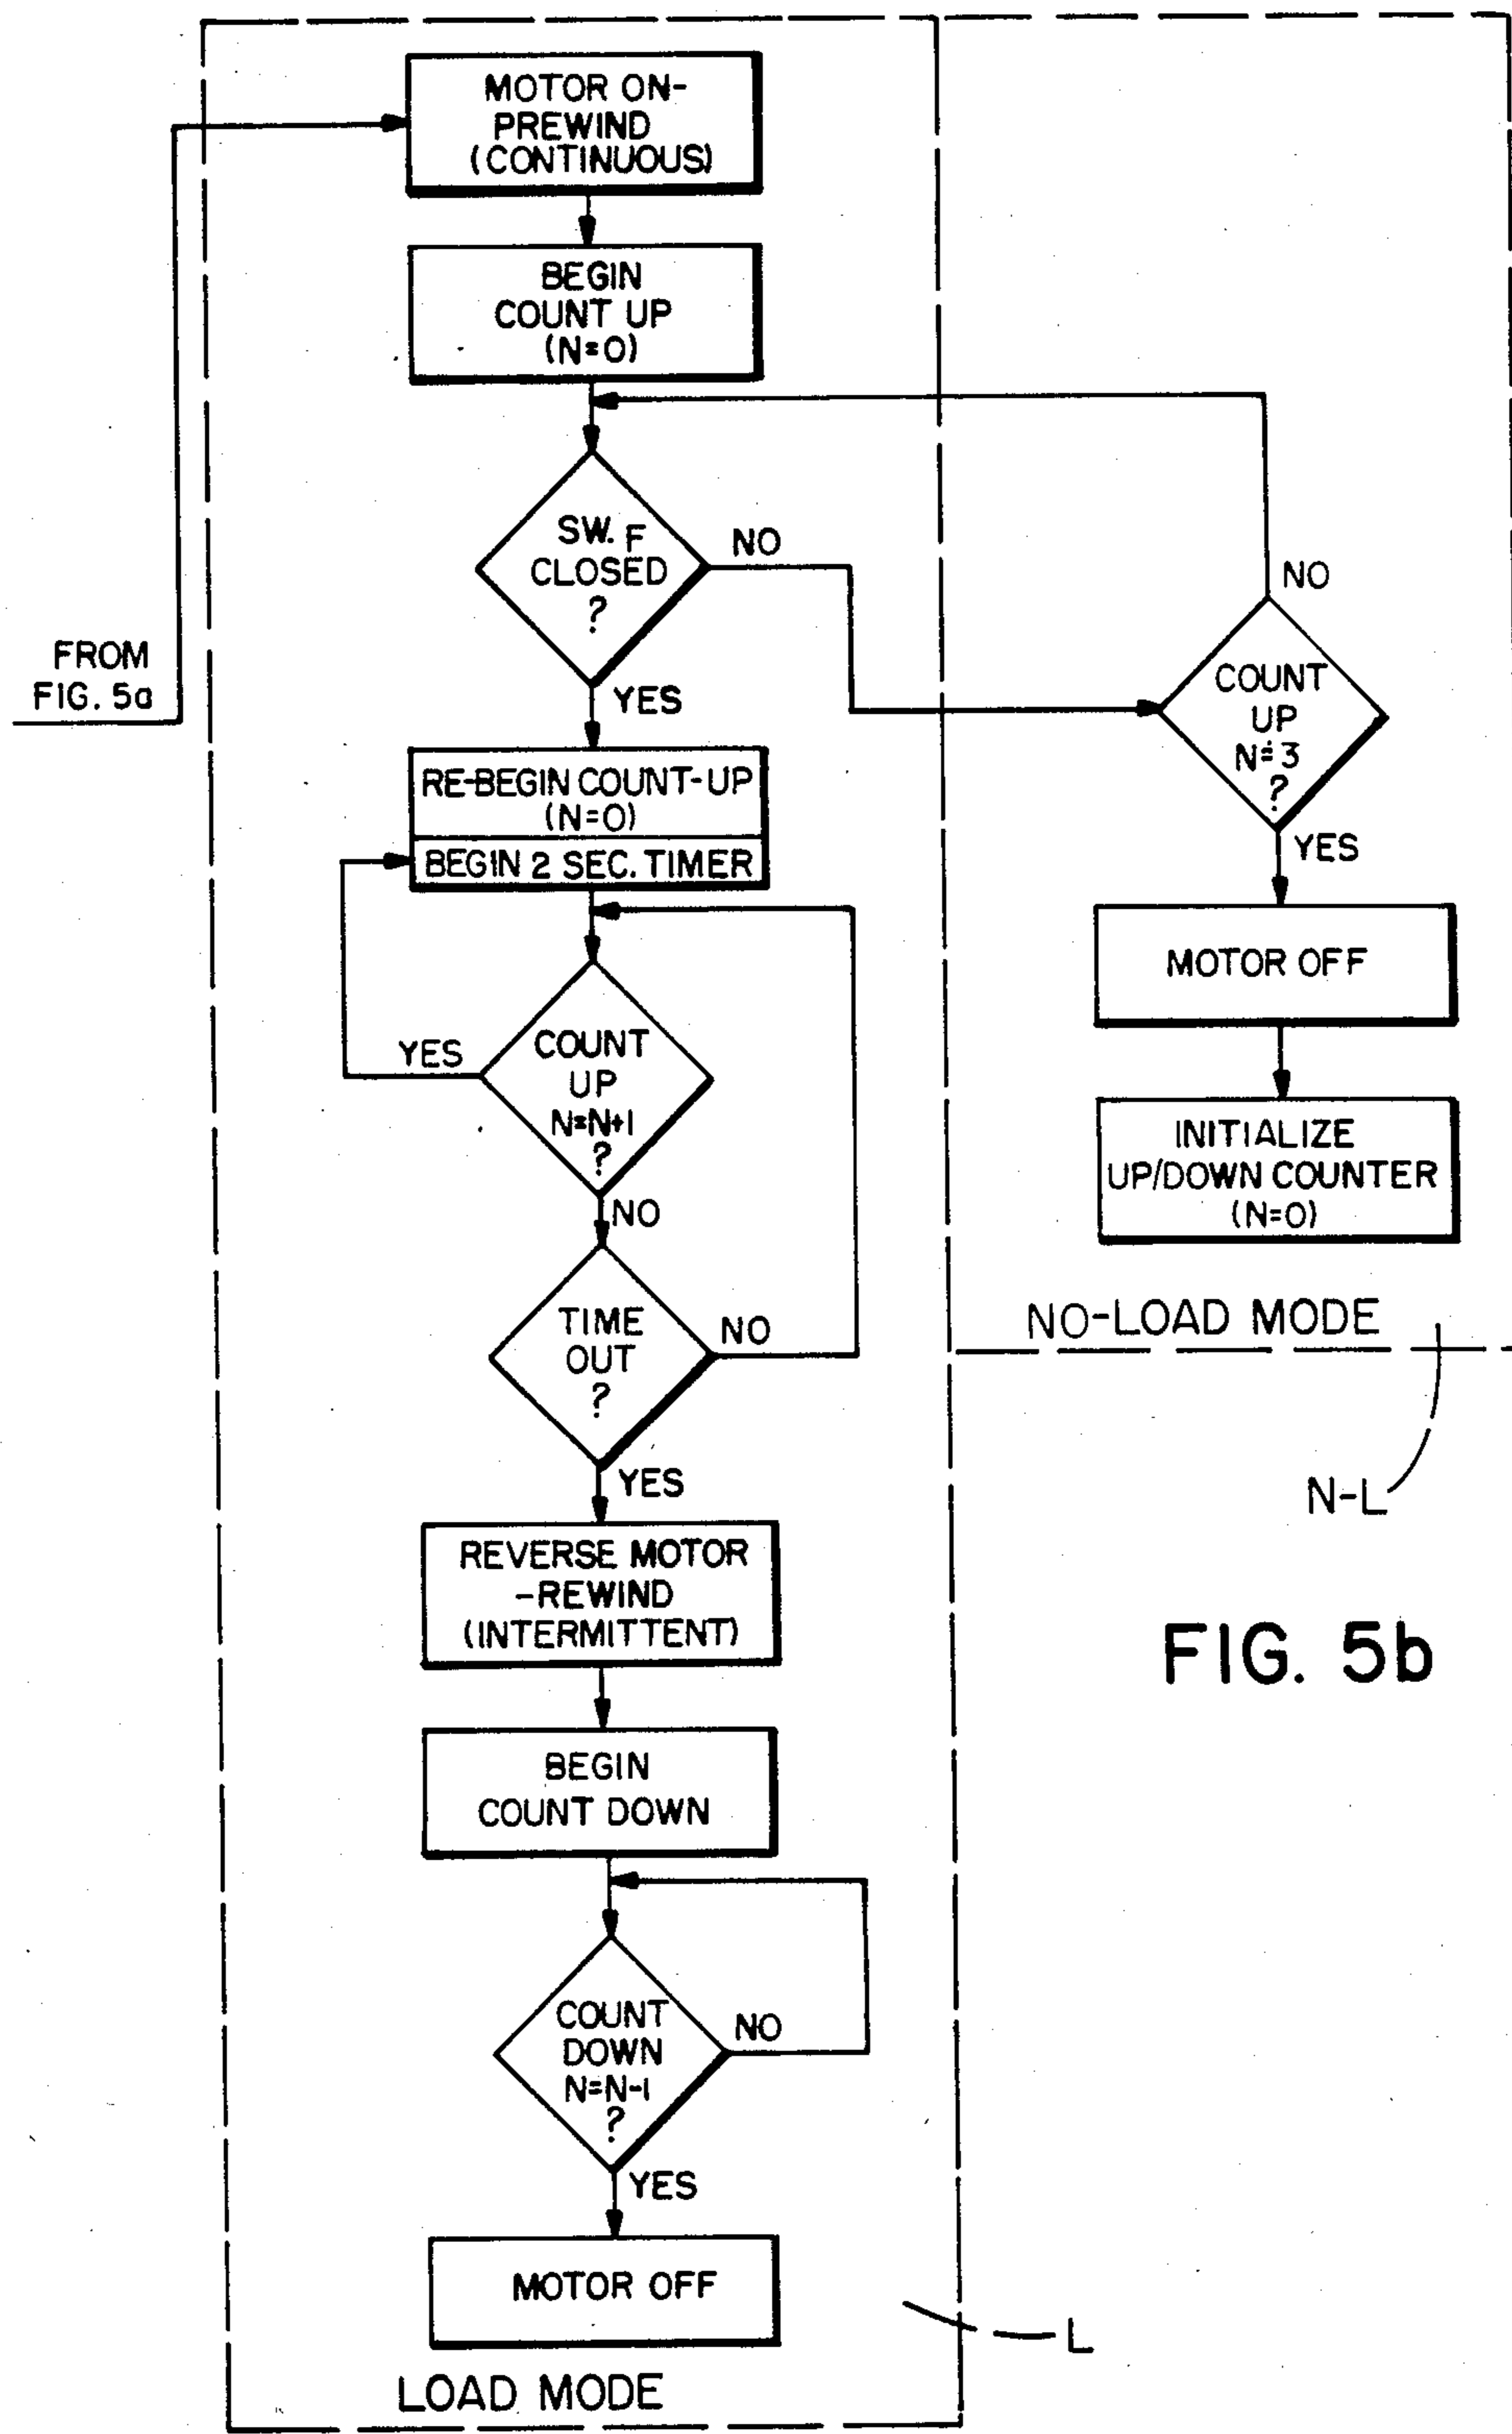 MOTOR ON-
PREWIND
(CONTINUOUS)
BEGIN
COUNT UP
(N=0)
SW. F
CLOSED
?
NO
YES
FROM
FIG. 5a
NO
COUNT
UP
N=3
?
YES
MOTOR OFF
INITIALIZE
UP/DOWN COUNTER
(N=0)
NO-LOAD MODE
N-L
RE-BEGIN COUNT-UP
(N=0)
BEGIN 2 SEC. TIMER
YES
COUNT
UP
N=N+1
?
NO
TIME
OUT
?
NO
YES
REVERSE MOTOR
-REWIND
(INTERMITTENT)
FIG. 5b
BEGIN
COUNT DOWN
COUNT
DOWN
N=N-1
?
NO
YES
MOTOR OFF
L
LOAD MODE